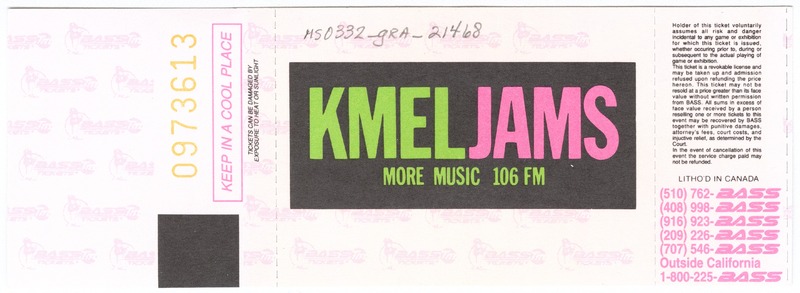 MS0332_GRA_21468
0973613
KEEP IN A COOL PLACE
TICKETS CAN BE DAMAGED BY
EXPOSURE TO HEAT OR SUNLIGHT
KMELJAMS
MORE MUSIC 106 FM
Holder of this ticket voluntarily
assumes all risk and danger
incidental to any game or exhibition
for which this ticket is issued,
whether occuring prior to, during or
subsequent to the actual playing of
game or exhibition.
This ticket is a revokable license and
may be taken up and admission
refused upon refunding the price
hereon. This ticket may not be
resold at a price greater than its face
value without written permission
from BASS. All sums in excess of
face value received by a person
reselling one or more tickets to this
event may be recovered by BASS
together with punitive damages,
attorney's fees, court costs, and
injuctive relief, as determined by the
Court.
In the event of cancellation of this
event the service charge paid may
not be refunded.
LITHO'D IN CANADA
(510) 762-BASS
(408) 998-BASS
(916) 923-BASS
(209) 226-BASS
(707) 546-BASS
Outside California
1-800-225-BASS